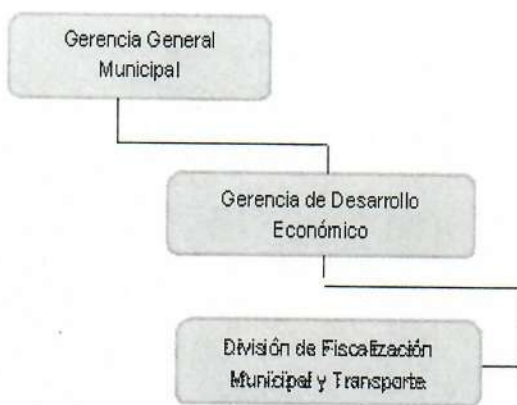 Gerencia General
Municipal
Gerencia de Desarrollo
Económico
División de Fiscalización
Municipal y Transporte